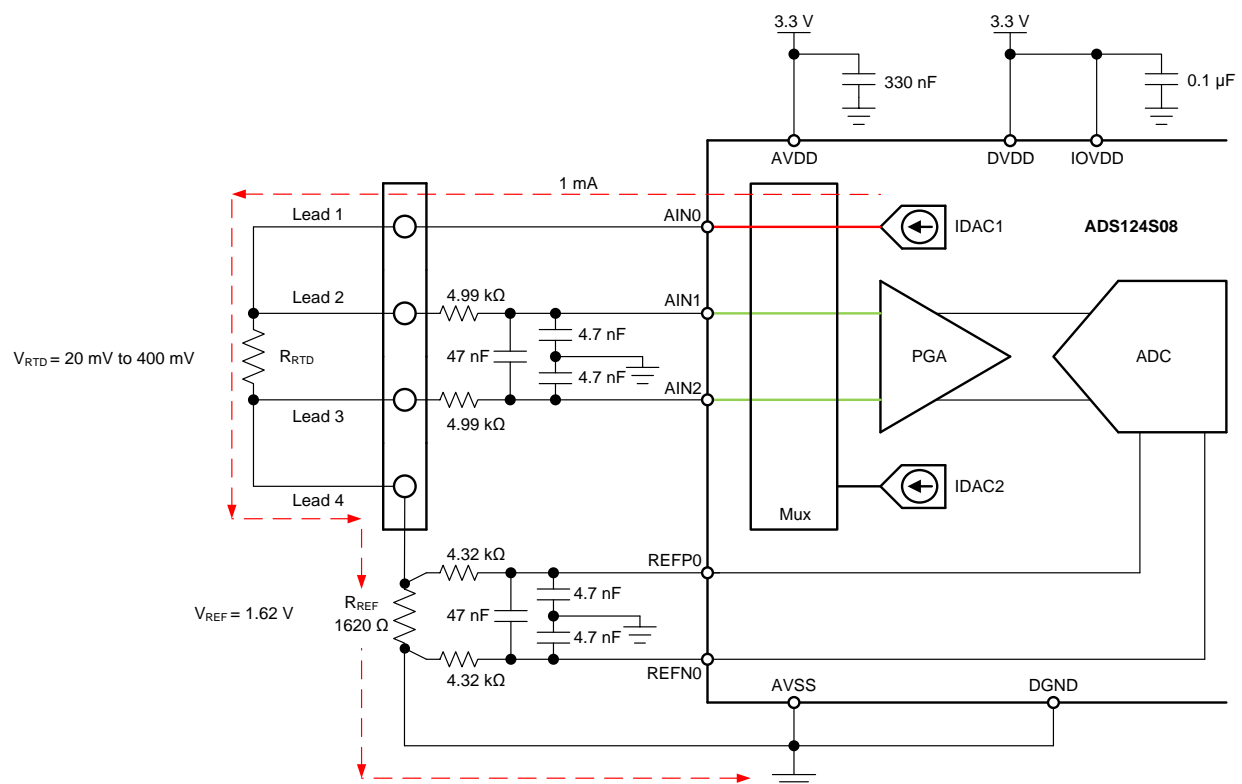 3.3 V
3.3 V
330 nF
0.1 µF
AVDD
DVDD
IOVDD
1 mA
Lead 1
AIN0
IDAC1
ADS124S08
Lead 2
4.99 kΩ
AIN1
4.7 nF
V_RTD = 20 mV to 400 mV
R_RTD
47 nF
PGA
ADC
4.7 nF
Lead 3
AIN2
4.99 kΩ
IDAC2
Lead 4
Mux
4.32 kΩ
REFP0
4.7 nF
V_REF = 1.62 V
R_REF
1620 Ω
47 nF
4.7 nF
4.32 kΩ
REFN0
AVSS
DGND